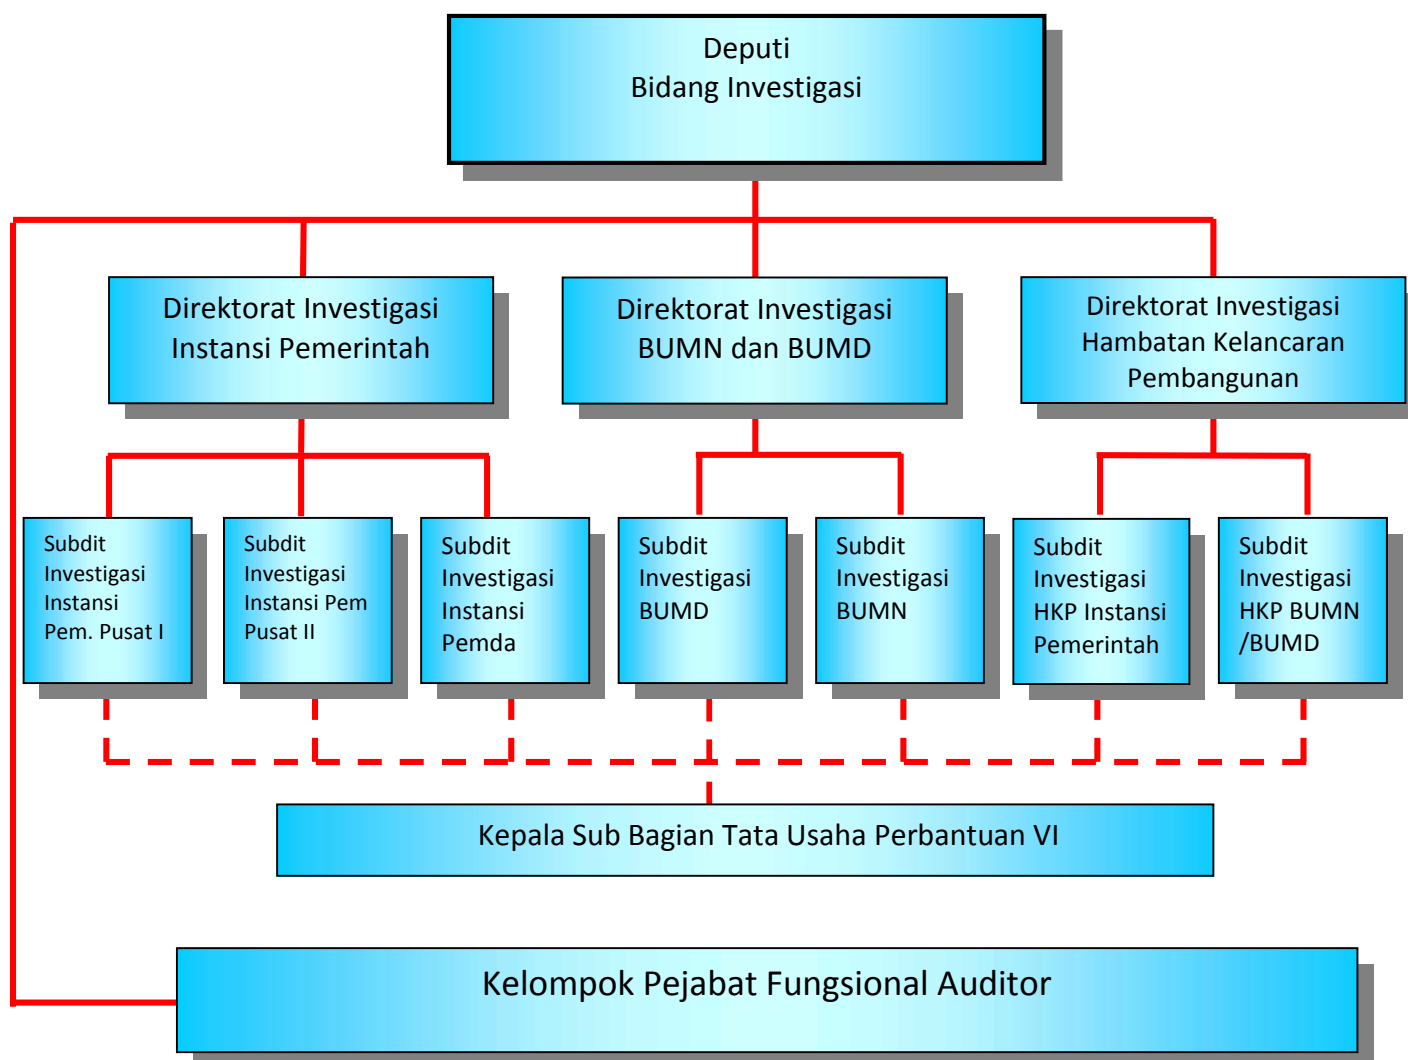 Deputi
Bidang Investigasi
Direktorat Investigasi
Instansi Pemerintah
Direktorat Investigasi
BUMN dan BUMD
Direktorat Investigasi
Hambatan Kelancaran
Pembangunan
Subdit
Investigasi
Instansi
Pem. Pusat I
Subdit
Investigasi
Instansi Pem
Pusat II
Subdit
Investigasi
Instansi
Pemda
Subdit
Investigasi
BUMD
Subdit
Investigasi
BUMN
Subdit
Investigasi
HKP Instansi
Pemerintah
Subdit
Investigasi
HKP BUMN
/BUMD
Kepala Sub Bagian Tata Usaha Perbantuan VI
Kelompok Pejabat Fungsional Auditor